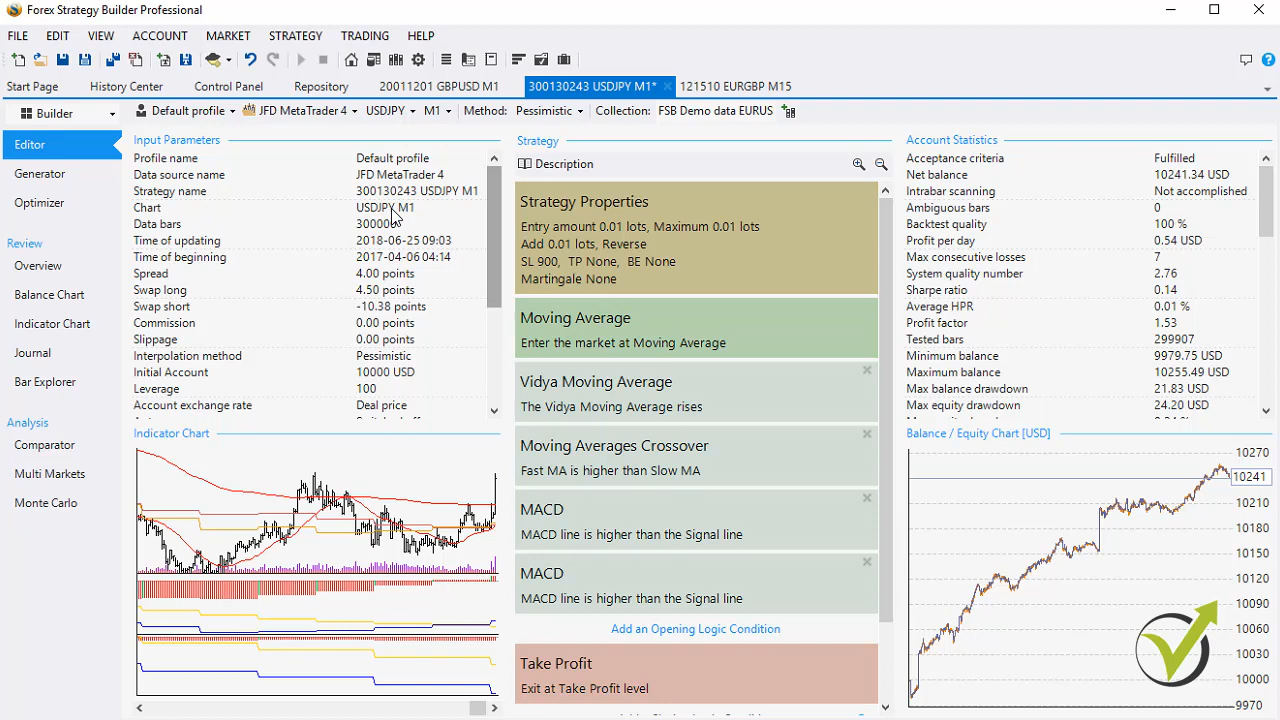 Forex Strategy Builder Professional
FILE EDIT VIEW ACCOUNT MARKET STRATEGY TRADING HELP
Start Page History Center Control Panel Repository 20011201 GBPUSD M1 300130243 USDJPY M1* 121510 EURGBP M15
Builder Default profile JFD MetaTrader 4 USDJPY M1 Method: Pessimistic Collection: FSB Demo data EURUS
Editor
Generator
Optimizer
Review
Overview
Balance Chart
Indicator Chart
Journal
Bar Explorer
Analysis
Comparator
Multi Markets
Monte Carlo
Input Parameters
Profile name Default profile
Data source name JFD MetaTrader 4
Strategy name 300130243 USDJPY M1
Chart USDJPY M1
Data bars 300000
Time of updating 2018-06-25 09:03
Time of beginning 2017-04-06 04:14
Spread 4.00 points
Swap long 4.50 points
Swap short -10.38 points
Commission 0.00 points
Slippage 0.00 points
Interpolation method Pessimistic
Initial Account 10000 USD
Leverage 100
Account exchange rate Deal price
Indicator Chart
Strategy
Description
Strategy Properties
Entry amount 0.01 lots, Maximum 0.01 lots
Add 0.01 lots, Reverse
SL 900, TP None, BE None
Martingale None
Moving Average
Enter the market at Moving Average
Vidya Moving Average
The Vidya Moving Average rises
Moving Averages Crossover
Fast MA is higher than Slow MA
MACD
MACD line is higher than the Signal line
MACD
MACD line is higher than the Signal line
Add an Opening Logic Condition
Take Profit
Exit at Take Profit level
Account Statistics
Acceptance criteria Fulfilled
Net balance 10241.34 USD
Intrabar scanning Not accomplished
Ambiguous bars 0
Backtest quality 100 %
Profit per day 0.54 USD
Max consecutive losses 7
System quality number 2.76
Sharpe ratio 0.14
Average HPR 0.01 %
Profit factor 1.53
Tested bars 299907
Minimum balance 9979.75 USD
Maximum balance 10255.49 USD
Max balance drawdown 21.83 USD
Max equity drawdown 24.20 USD
Balance / Equity Chart [USD]
10270
10241
10210
10180
10150
10120
10090
10060
10030
10000
9970